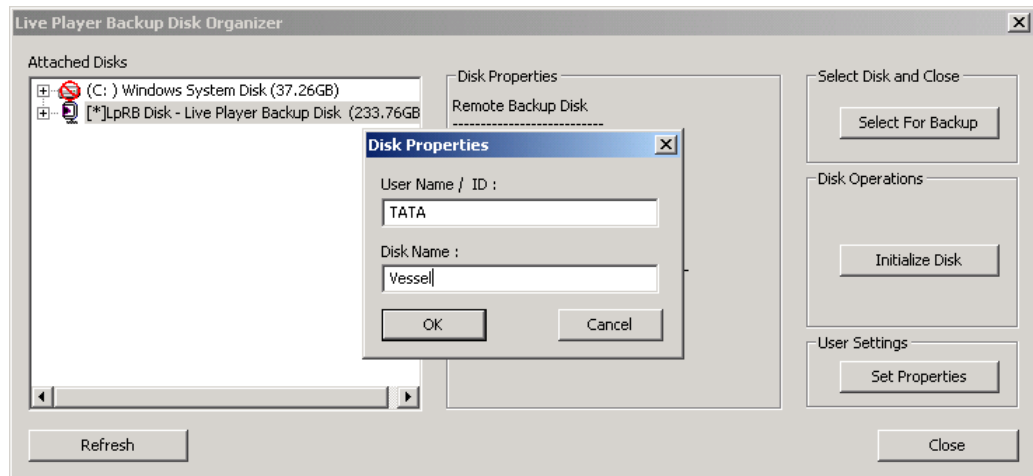 Live Player Backup Disk Organizer
Attached Disks
(C: ) Windows System Disk (37.26GB)
[*]LpRB Disk - Live Player Backup Disk (233.76GB
Disk Properties
Remote Backup Disk
--------------------------
Disk Properties
User Name / ID :
TATA
Disk Name :
Vessel
OK
Cancel
Select Disk and Close
Select For Backup
Disk Operations
Initialize Disk
User Settings
Set Properties
Refresh
Close